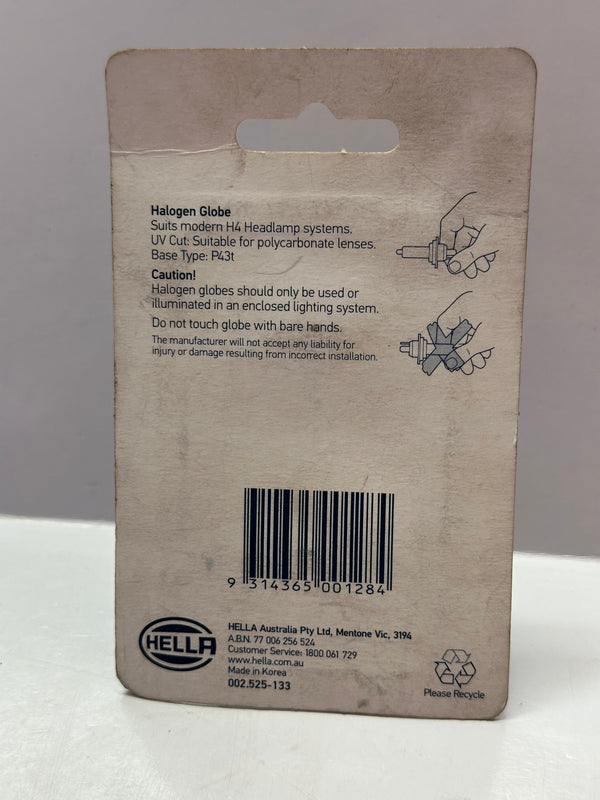 Halogen Globe
Suits modern H4 Headlamp systems.
UV Cut: Suitable for polycarbonate lenses.
Base Type: P43t
Caution!
Halogen globes should only be used or
illuminated in an enclosed lighting system.
Do not touch globe with bare hands.
The manufacturer will not accept any liability for
injury or damage resulting from incorrect installation.
9 314365 001284
HELLA
HELLA Australia Pty Ltd, Mentone Vic, 3194
A.B.N. 77 006 256 524
Customer Service: 1800 061 729
www.hella.com.au
Made in Korea
002.525-133
Please Recycle